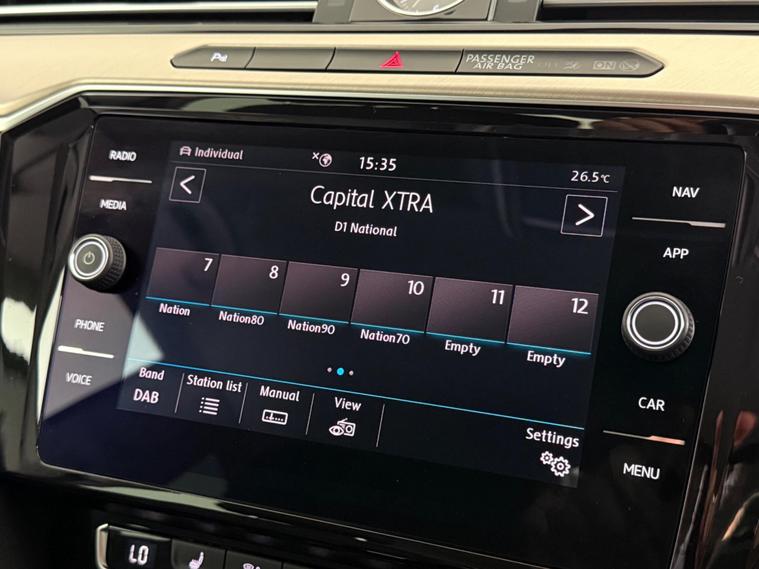 PASSENGER
AIR BAG OFF ON
RADIO
Individual
15:35
26.5°C
MEDIA
Capital XTRA
D1 National
NAV
APP
7
8
9
10
11
12
Nation
Nation80
Nation90
Nation70
Empty
Empty
PHONE
VOICE
Band
DAB
Station list
Manual
View
Settings
CAR
MENU
LO